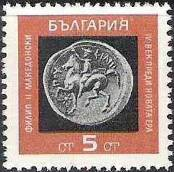 БЪЛГАРИЯ
ФИЛИП II МАКЕДОНСКИ
IV ВЕК ПРЕДИ НОВАТА ЕРА
СТ 5 СТ